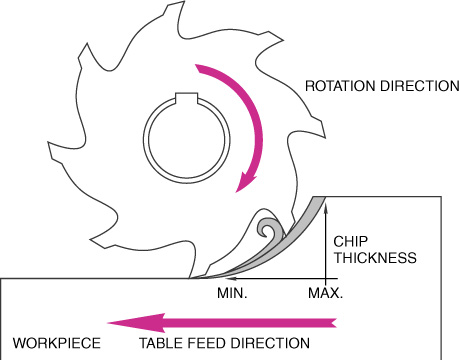 ROTATION DIRECTION
CHIP
THICKNESS
MIN.
MAX.
WORKPIECE
TABLE FEED DIRECTION